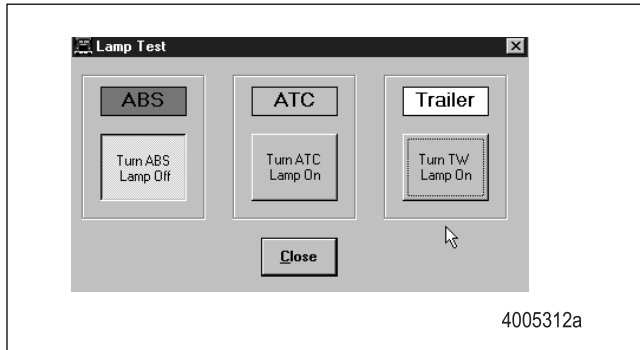 Lamp Test
ABS
ATC
Trailer
Turn ABS
Lamp Off
Turn ATC
Lamp On
Turn TW
Lamp On
Close
4005312a